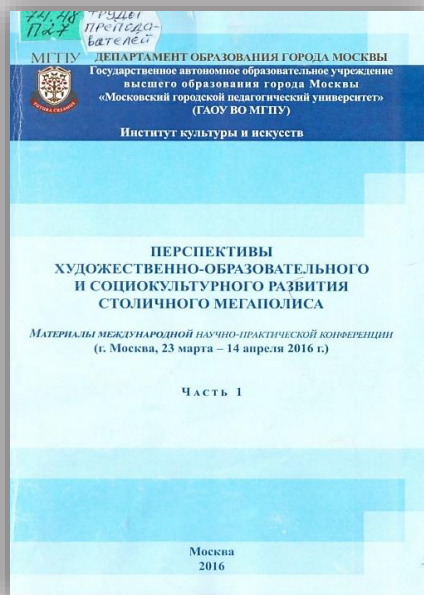 74.48
П27
ТРУДЫ
ПРЕПОДА-
вателей
МГПУ
ДЕПАРТАМЕНТ ОБРАЗОВАНИЯ ГОРОДА МОСКВЫ
Государственное автономное образовательное учреждение
высшего образования города Москвы
«Московский городской педагогический университет»
(ГАОУ ВО МГПУ)
Институт культуры и искусств
ПЕРСПЕКТИВЫ
ХУДОЖЕСТВЕННО-ОБРАЗОВАТЕЛЬНОГО
И СОЦИОКУЛЬТУРНОГО РАЗВИТИЯ
СТОЛИЧНОГО МЕГАПОЛИСА
МАТЕРИАЛЫ МЕЖДУНАРОДНОЙ НАУЧНО-ПРАКТИЧЕСКОЙ КОНФЕРЕНЦИИ
(г. Москва, 23 марта – 14 апреля 2016 г.)
ЧАСТЬ 1
Москва
2016